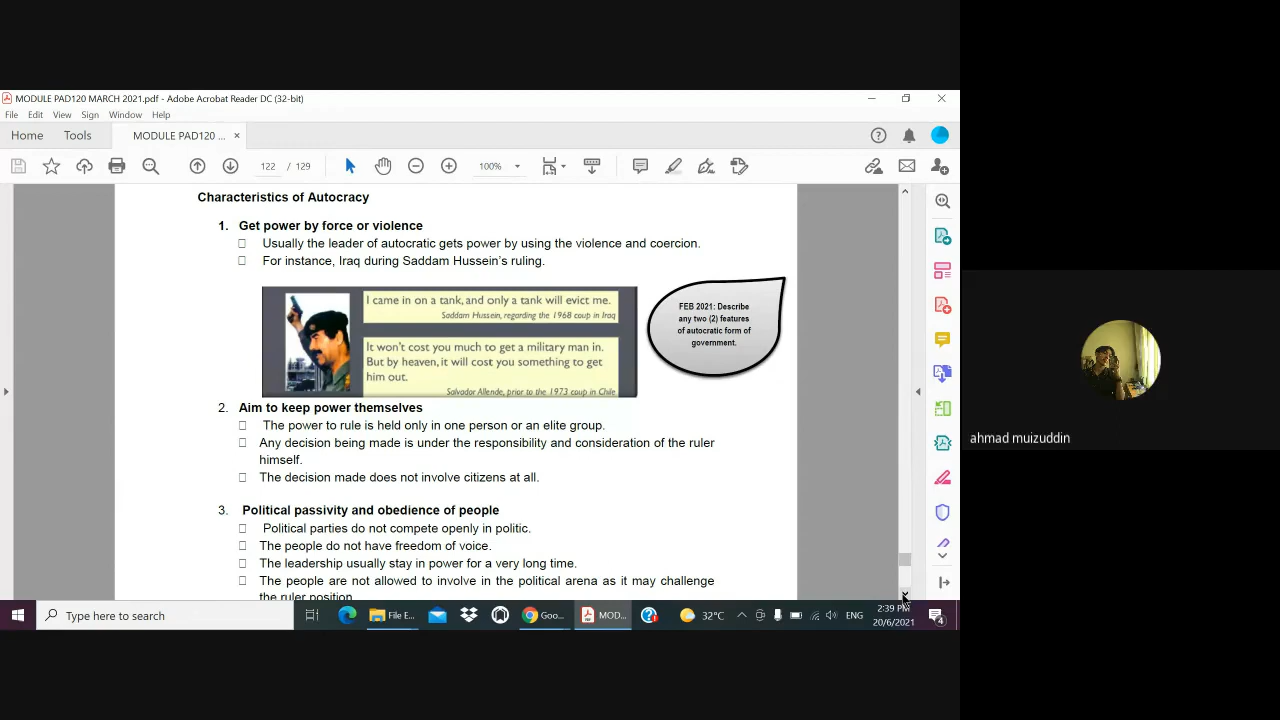 MODULE PAD120 MARCH 2021.pdf - Adobe Acrobat Reader DC (32-bit)
File Edit View Sign Window Help
Home Tools MODULE PAD120 ... ×
122 / 129 100%
Characteristics of Autocracy
1. Get power by force or violence
Usually the leader of autocratic gets power by using the violence and coercion.
For instance, Iraq during Saddam Hussein's ruling.
I came in on a tank, and only a tank will evict me.
Saddam Hussein, regarding the 1968 coup in Iraq
It won't cost you much to get a military man in.
But by heaven, it will cost you something to get
him out.
Salvador Allende, prior to the 1973 coup in Chile
FEB 2021: Describe
any two (2) features
of autocratic form of
government.
2. Aim to keep power themselves
The power to rule is held only in one person or an elite group.
Any decision being made is under the responsibility and consideration of the ruler
himself.
The decision made does not involve citizens at all.
3. Political passivity and obedience of people
Political parties do not compete openly in politic.
The people do not have freedom of voice.
The leadership usually stay in power for a very long time.
The people are not allowed to involve in the political arena as it may challenge
the ruler position.
ahmad muizuddin
Type here to search
File E...
Goo...
MOD...
32°C
ENG
2:39 PM
20/6/2021
4